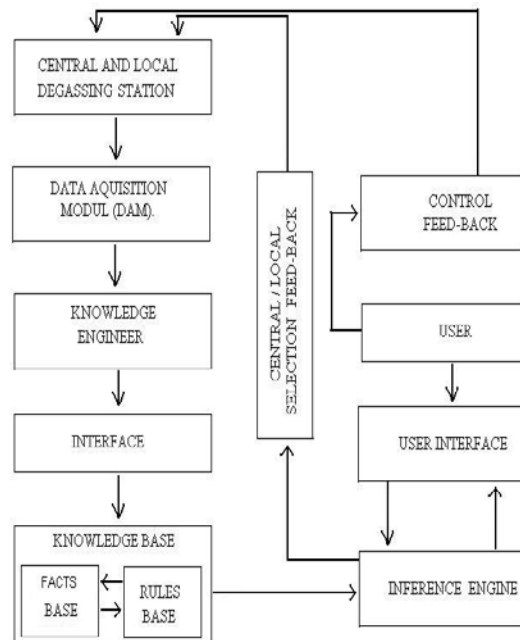 CENTRAL AND LOCAL
DEGASSING STATION
DATA AQUISITION
MODUL (DAM).
KNOWLEDGE
ENGINEER
INTERFACE
KNOWLEDGE BASE
FACTS
BASE
RULES
BASE
CENTRAL / LOCAL
SELECTION FEED-BACK
CONTROL
FEED-BACK
USER
USER INTERFACE
INFERENCE ENGINE